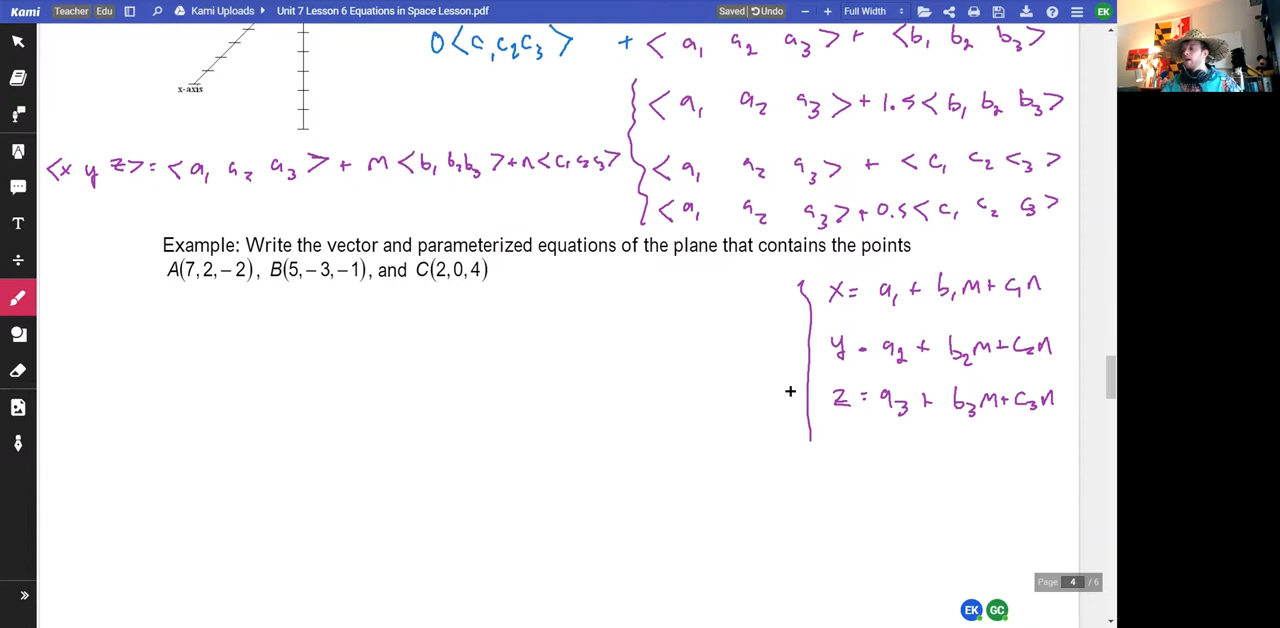 Kami Teacher Edu Kami Uploads Unit 7 Lesson 6 Equations in Space Lesson.pdf Saved Undo Full Width EK
0<c1 c2 c3> + <a1 a2 a3> + <b1 b2 b3>
x-axis
<a1 a2 a3> + 1.5<b1 b2 b3>
<x y z> = <a1 a2 a3> + m<b1 b2 b3> + n<c1 c2 c3>
<a1 a2 a3> + <c1 c2 c3>
<a1 a2 a3> + 0.5<c1 c2 c3>
Example: Write the vector and parameterized equations of the plane that contains the points
A(7,2,−2), B(5,−3,−1), and C(2,0,4)
x = a1 + b1m + c1n
y = a2 + b2m + c2n
z = a3 + b3m + c3n
Page 4 / 6
EK GC